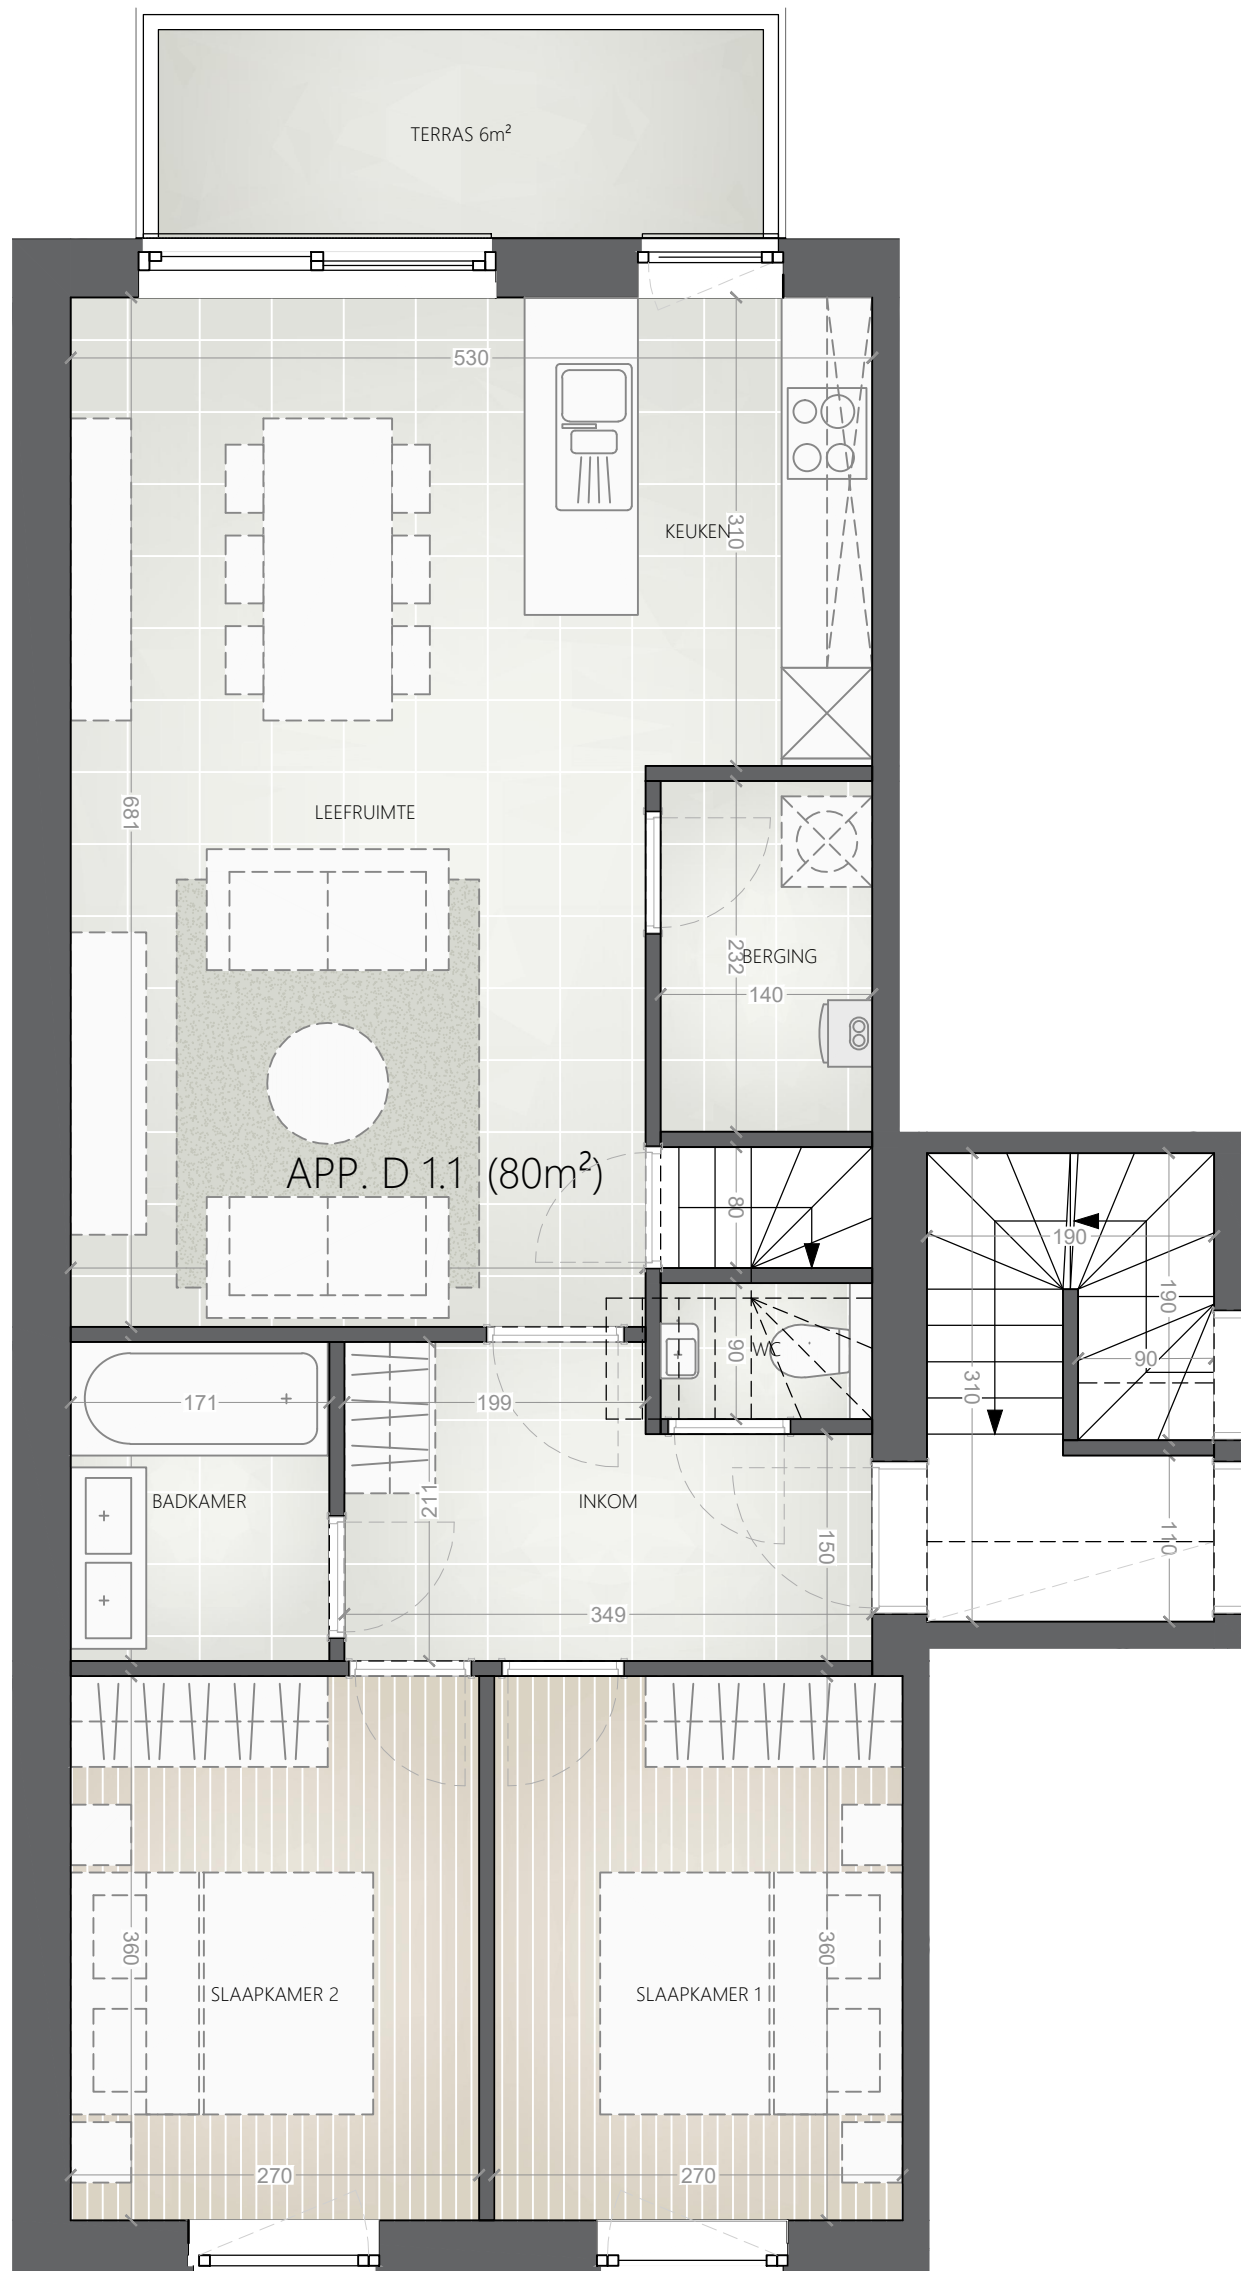 TERRAS 6m²
530
KEUKEN
310
681
LEEFRUIMTE
232
BERGING
140
APP. D 1.1 (80m²)
80
190
190
90
WC
90
310
171
199
211
BADKAMER
INKOM
150
110
349
360
360
SLAAPKAMER 2
SLAAPKAMER 1
270
270